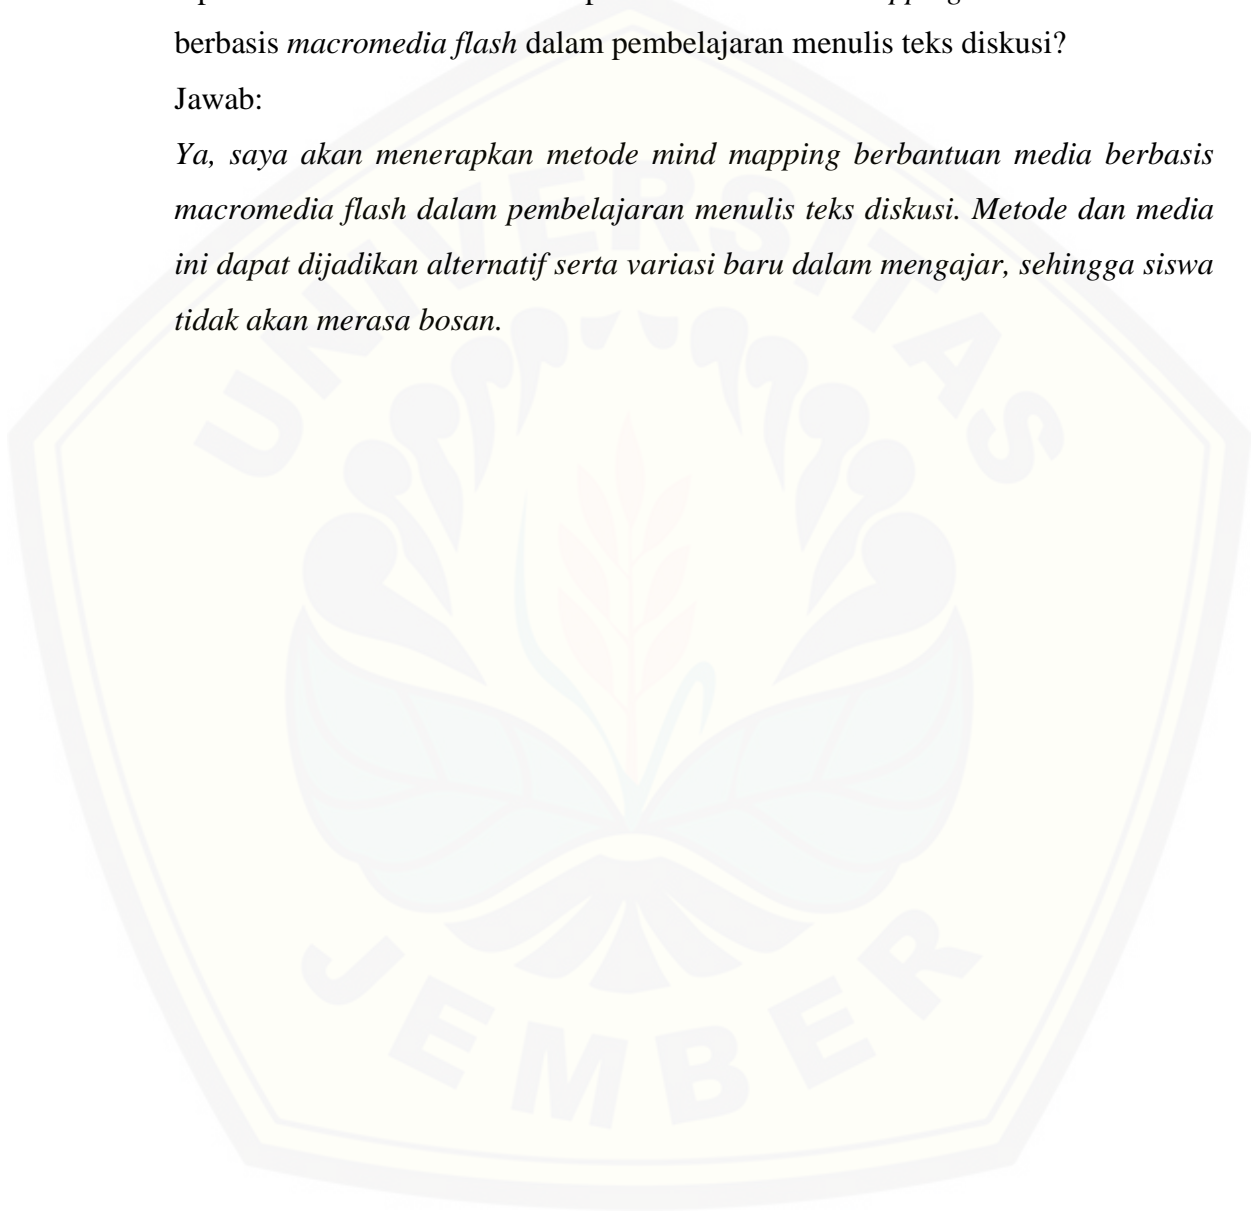 berbasis macromedia flash dalam pembelajaran menulis teks diskusi?
Jawab:
Ya, saya akan menerapkan metode mind mapping berbantuan media berbasis
macromedia flash dalam pembelajaran menulis teks diskusi. Metode dan media
ini dapat dijadikan alternatif serta variasi baru dalam mengajar, sehingga siswa
tidak akan merasa bosan.
UNIVERSITAS
JEMBER